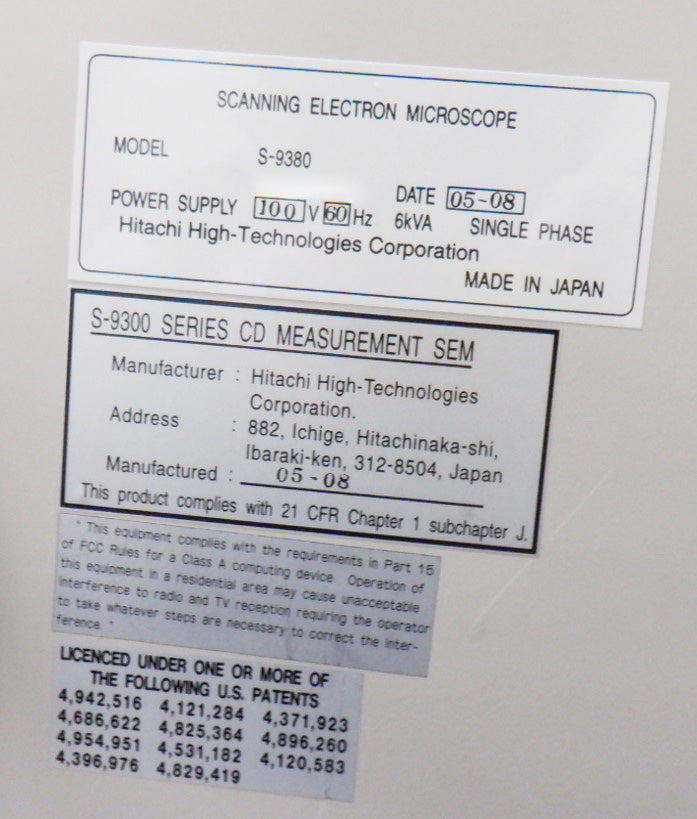 SCANNING ELECTRON MICROSCOPE
MODEL S-9380
DATE 05-08
POWER SUPPLY 100 V 60 Hz 6kVA SINGLE PHASE
Hitachi High-Technologies Corporation
MADE IN JAPAN
S-9300 SERIES CD MEASUREMENT SEM
Manufacturer : Hitachi High-Technologies
Corporation.
Address : 882, Ichige, Hitachinaka-shi,
Ibaraki-ken, 312-8504, Japan
Manufactured : 05-08
This product complies with 21 CFR Chapter 1 subchapter J.
" This equipment complies with the requirements in Part 15
of FCC Rules for a Class A computing device. Operation of
this equipment in a residential area may cause unacceptable
interference to radio and TV reception requiring the operator
to take whatever steps are necessary to correct the inter-
ference. "
LICENCED UNDER ONE OR MORE OF
THE FOLLOWING U.S. PATENTS
4,942,516 4,121,284 4,371,923
4,686,622 4,825,364 4,896,260
4,954,951 4,531,182 4,120,583
4,396,976 4,829,419